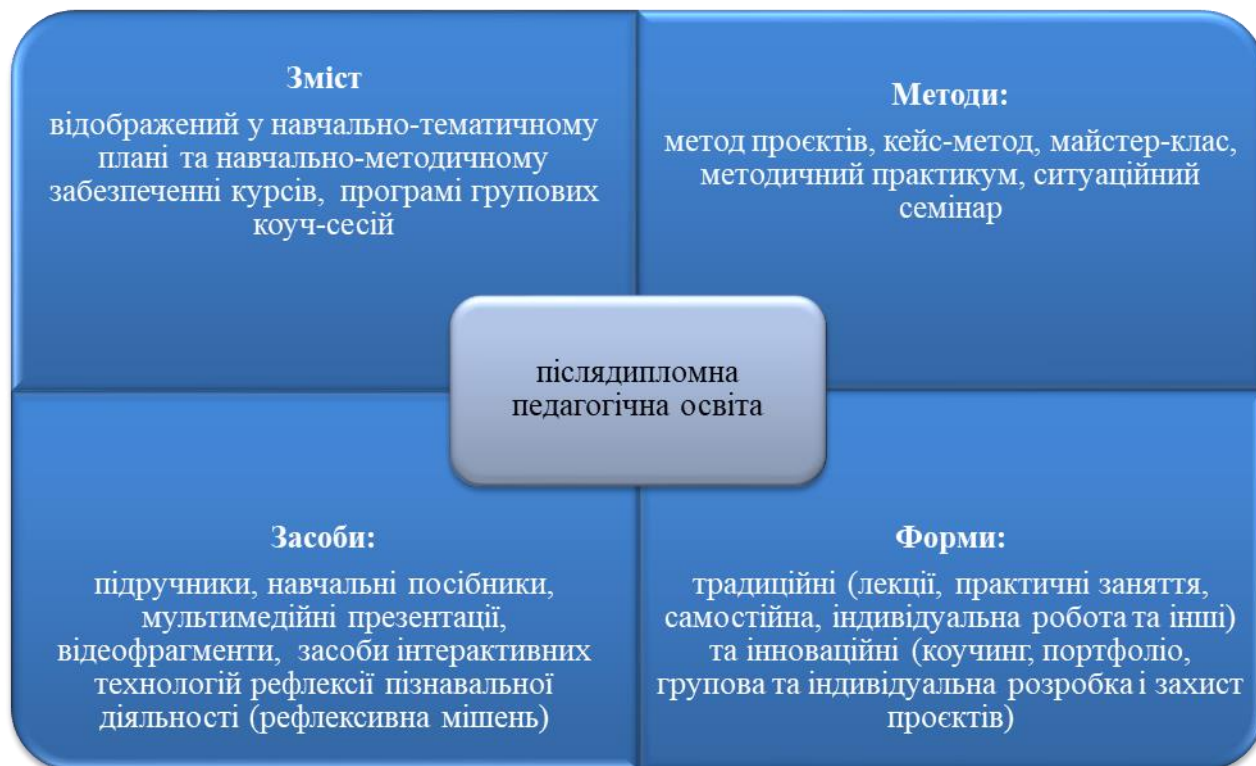 Зміст
відображений у навчально-тематичному
плані та навчально-методичному
забезпеченні курсів, програмі групових
коуч-сесій
Методи:
метод проєктів, кейс-метод, майстер-клас,
методичний практикум, ситуаційний
семінар
післядипломна
педагогічна освіта
Засоби:
підручники, навчальні посібники,
мультимедійні презентації,
відеофрагменти, засоби інтерактивних
технологій рефлексії пізнавальної
діяльності (рефлексивна мішень)
Форми:
традиційні (лекції, практичні заняття,
самостійна, індивідуальна робота та інші)
та інноваційні (коучинг, портфоліо,
групова та індивідуальна розробка і захист
проєктів)